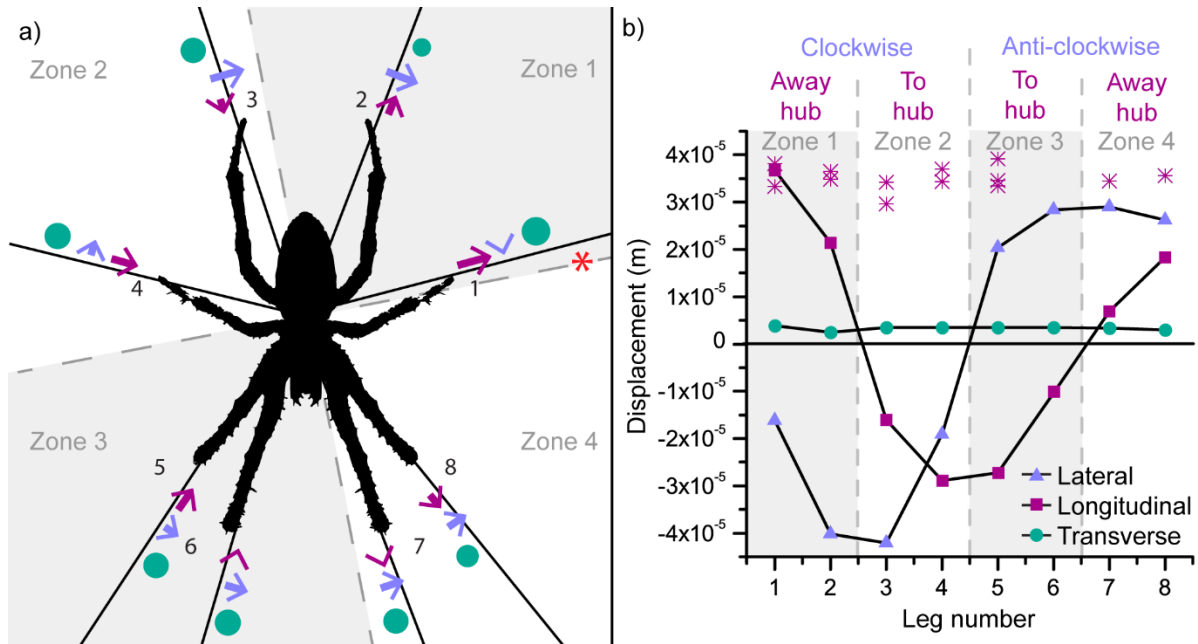 a)
Zone 2
Zone 1
3
2
4
1
*
Zone 3
Zone 4
5
8
6
7
b)
Clockwise
Anti-clockwise
Away hub
To hub
To hub
Away hub
Zone 1
Zone 2
Zone 3
Zone 4
4x10⁻⁵
3x10⁻⁵
2x10⁻⁵
1x10⁻⁵
0
-1x10⁻⁵
-2x10⁻⁵
-3x10⁻⁵
-4x10⁻⁵
Displacement (m)
Lateral
Longitudinal
Transverse
1 2 3 4 5 6 7 8
Leg number